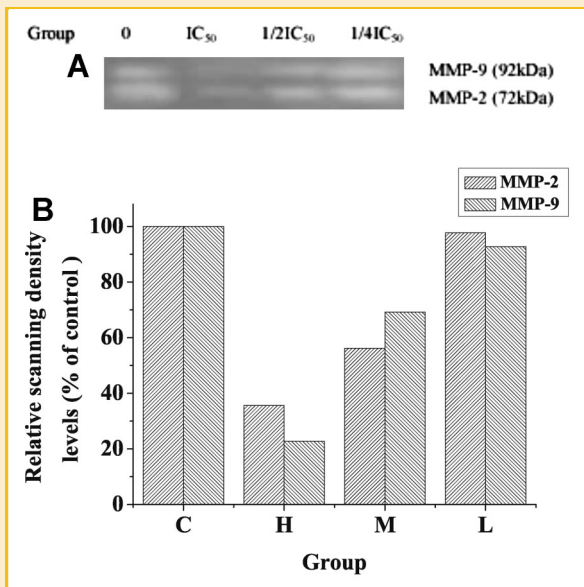 Group 0 IC₅₀ 1/2IC₅₀ 1/4IC₅₀
A
MMP-9 (92kDa)
MMP-2 (72kDa)
B
MMP-2
MMP-9
Relative scanning density
levels (% of control )
100
80
60
40
20
0
C H M L
Group